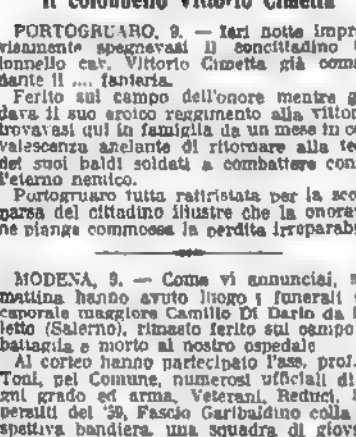 Il colonnello Vittorio Cimetta
PORTOGRUARO, 9. — Ieri notte impro
visamente spegnevasi il concittadino
lonnello cav. Vittorio Cimetta già coma
dante il .... fanteria.
Ferito sul campo dell'onore mentre g
dava il suo eroico reggimento alla vittor
trovavasi qui in famiglia da un mese in co
valescenza anelante di ritornare alla te
dei suoi baldi soldati a combattere con
l'eterno nemico.
Portogruaro tutta rattristata per la sco
parsa del cittadino illustre che la onora
ne piange commossa la perdita irreparab
MODENA, 9. — Come vi annunciai, s
mattina hanno avuto luogo i funerali
caporale maggiore Camillo Di Dario da
letto (Salerno), rimasto ferito sul campo
battaglia e morto al nostro ospedale
Al corteo hanno partecipato l'ass. prof.
Toni, pel Comune, numerosi ufficiali di
gni grado ed arma, Veterani, Reduci,
perstiti del '59, Fascio Garibaldino colla
spettiva bandiera, una squadra di giov